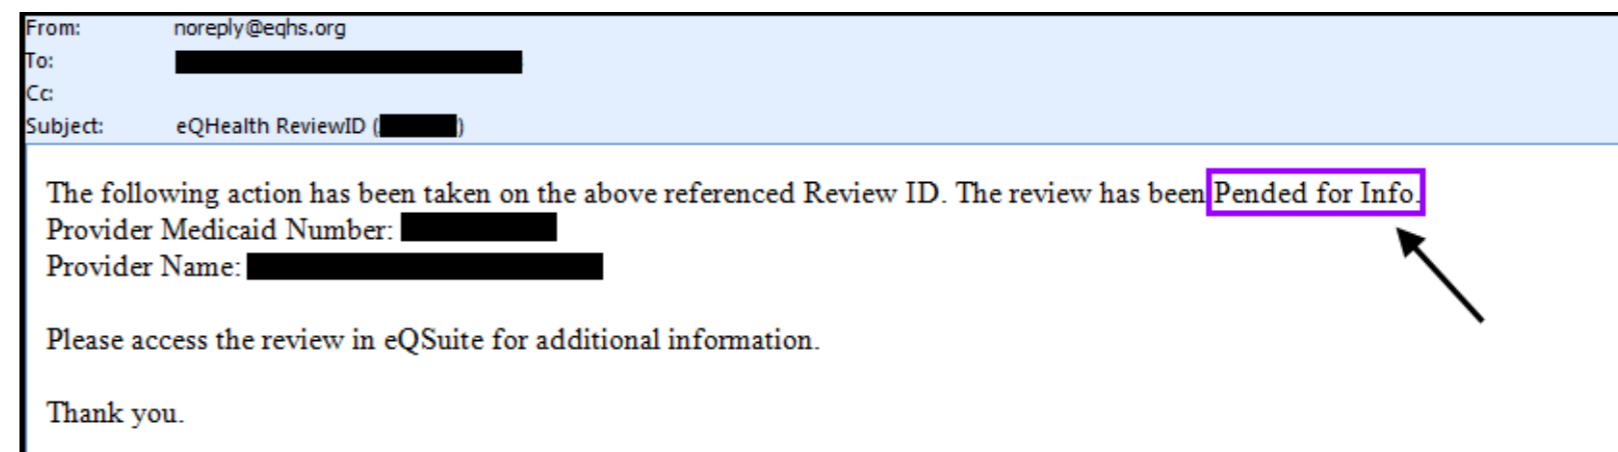 From: noreply@eqhs.org
To:
Cc:
Subject: eQHealth ReviewID ( )
The following action has been taken on the above referenced Review ID. The review has been Pended for Info.
Provider Medicaid Number:
Provider Name:
Please access the review in eQSuite for additional information.
Thank you.